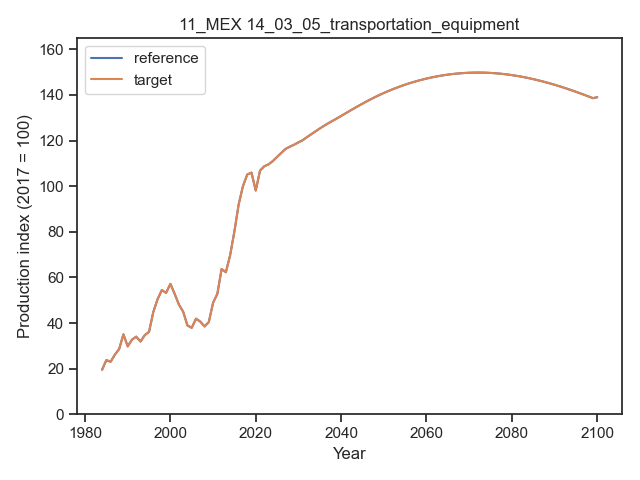 11_MEX 14_03_05_transportation_equipment
reference
target
Production index (2017 = 100)
160
140
120
100
80
60
40
20
0
1980 2000 2020 2040 2060 2080 2100
Year